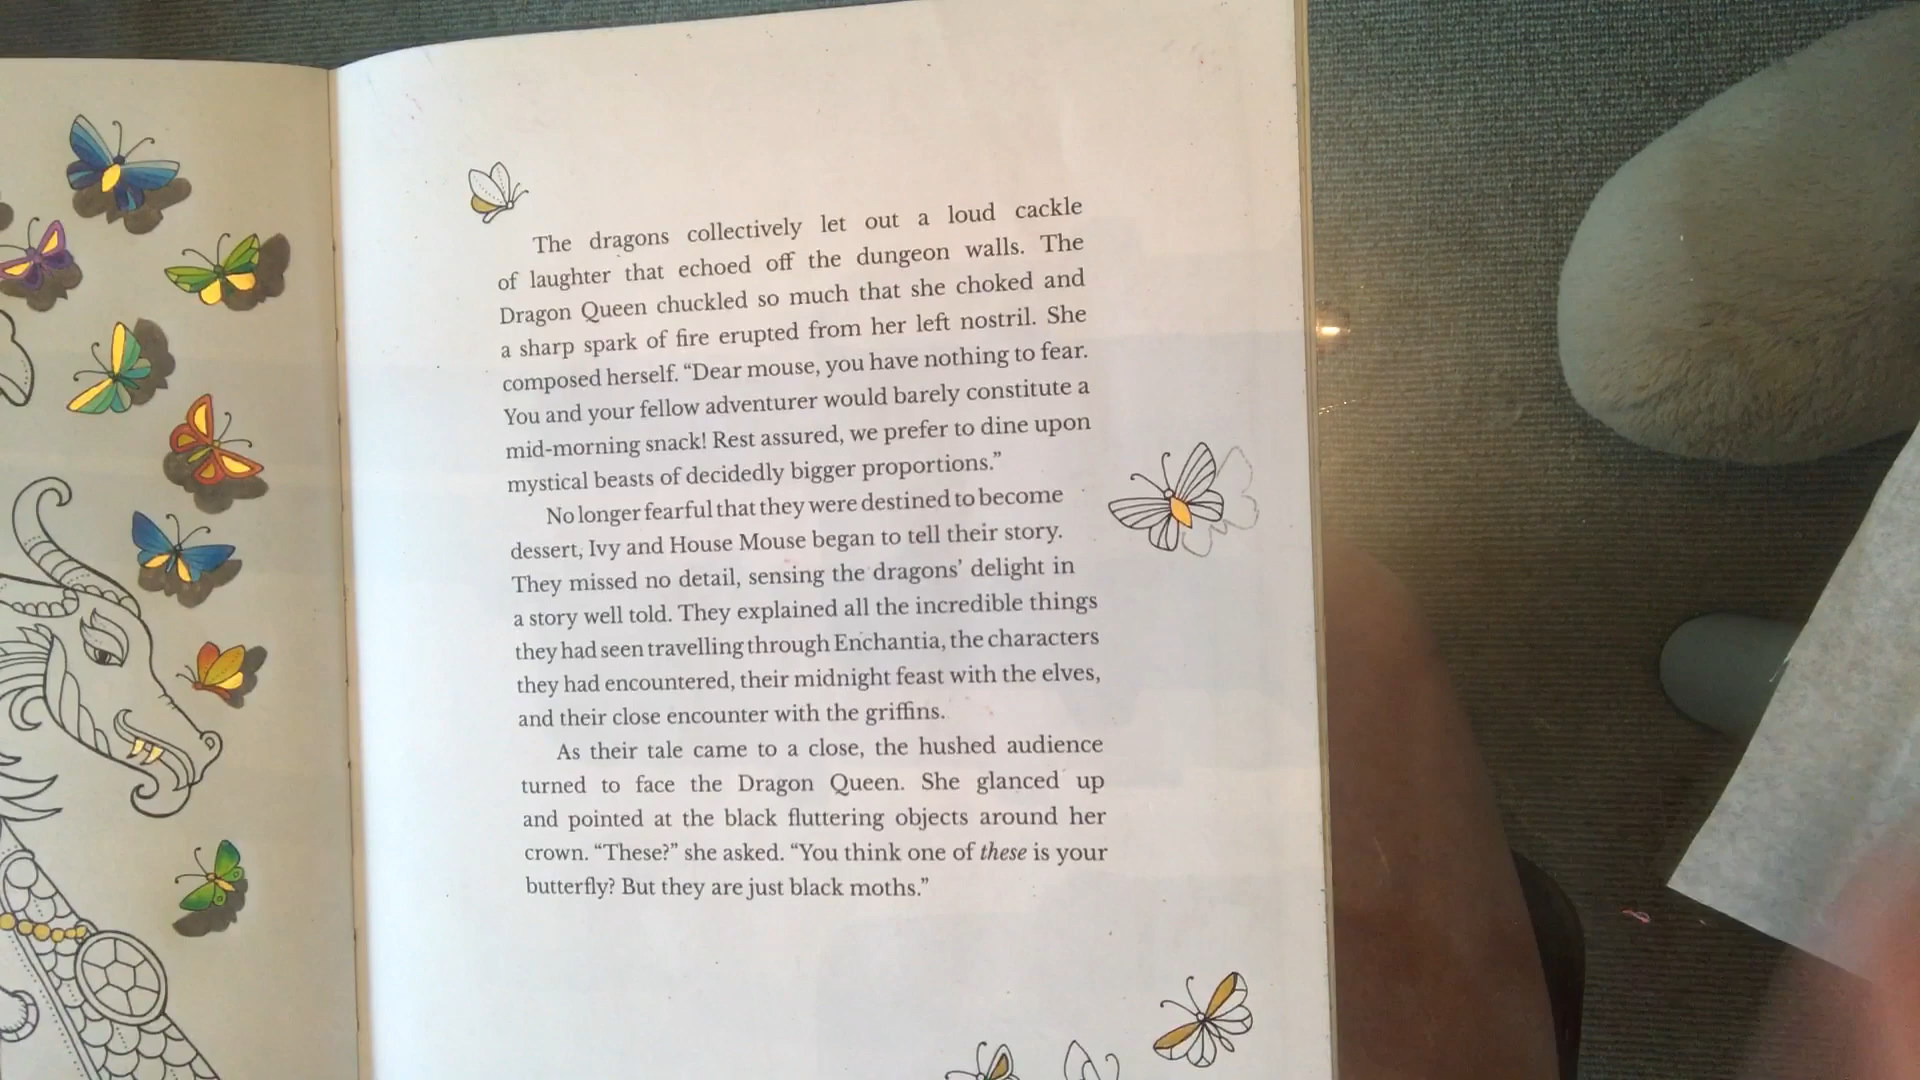 The dragons collectively let out a loud cackle
of laughter that echoed off the dungeon walls. The
Dragon Queen chuckled so much that she choked and
a sharp spark of fire erupted from her left nostril. She
composed herself. “Dear mouse, you have nothing to fear.
You and your fellow adventurer would barely constitute a
mid-morning snack! Rest assured, we prefer to dine upon
mystical beasts of decidedly bigger proportions.”
No longer fearful that they were destined to become
dessert, Ivy and House Mouse began to tell their story.
They missed no detail, sensing the dragons’ delight in
a story well told. They explained all the incredible things
they had seen travelling through Enchantia, the characters
they had encountered, their midnight feast with the elves,
and their close encounter with the griffins.
As their tale came to a close, the hushed audience
turned to face the Dragon Queen. She glanced up
and pointed at the black fluttering objects around her
crown. “These?” she asked. “You think one of these is your
butterfly? But they are just black moths.”